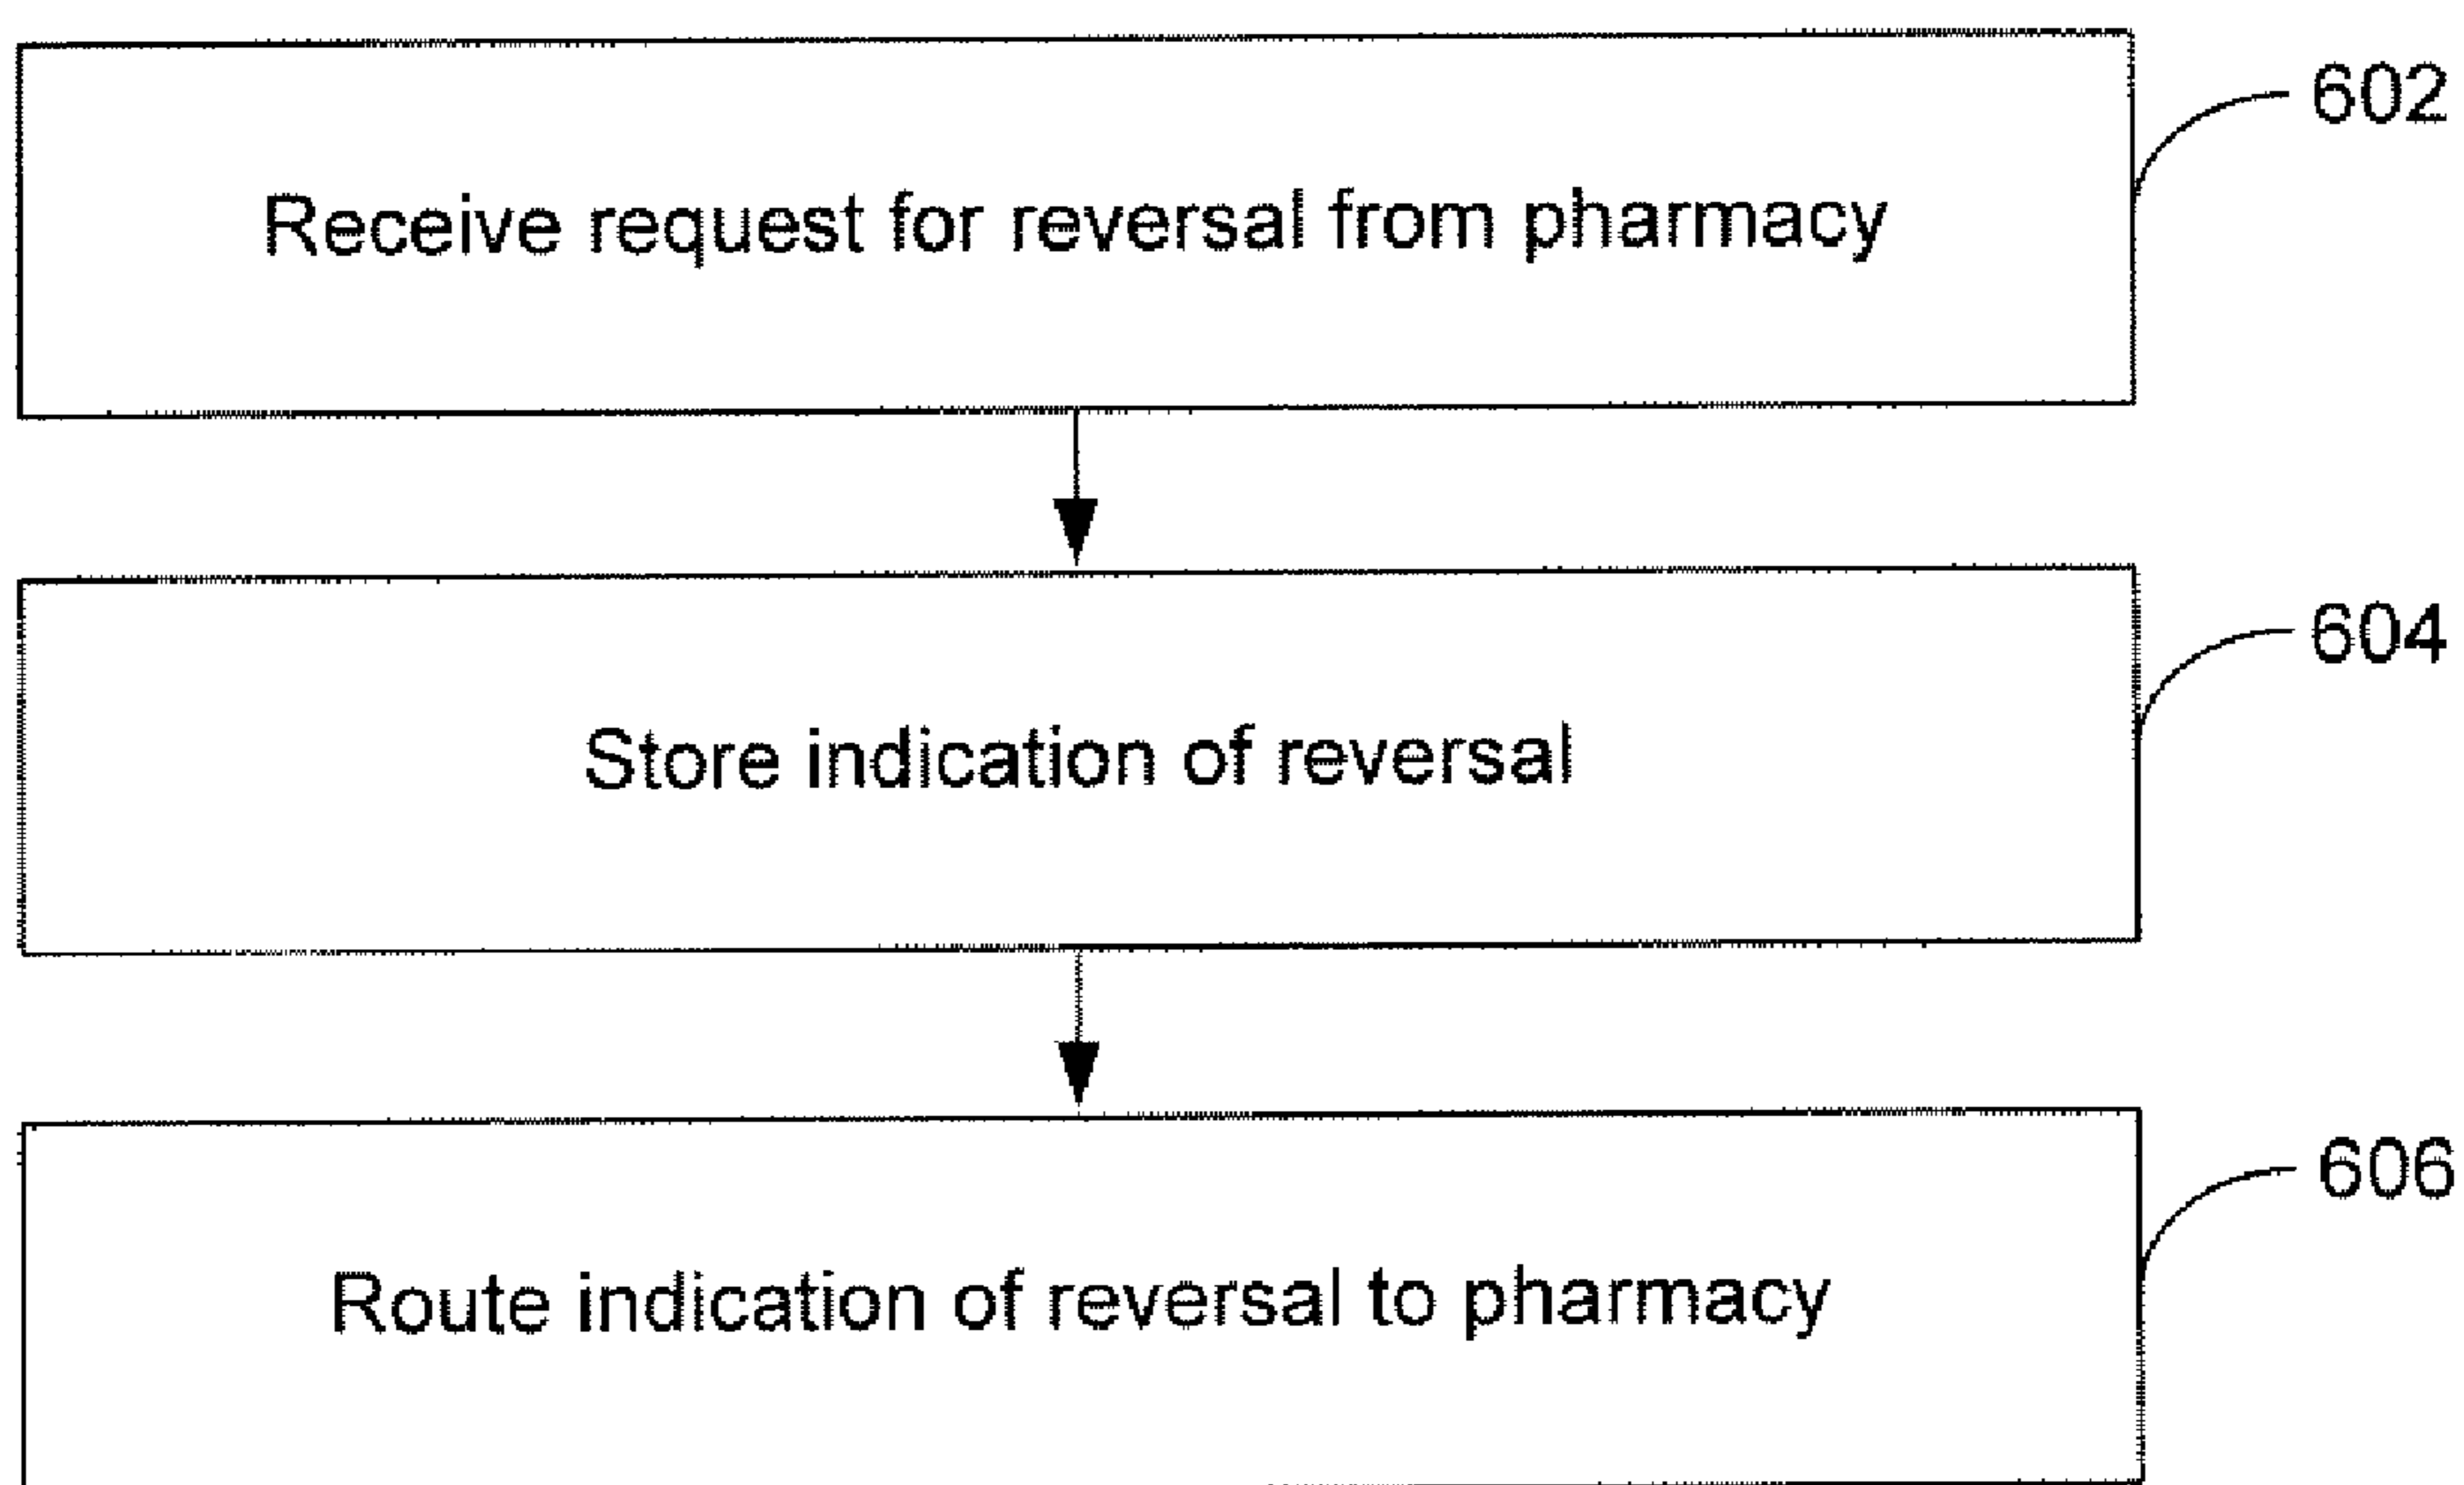 602
Receive request for reversal from pharmacy
604
Store indication of reversal
606
Route indication of reversal to pharmacy